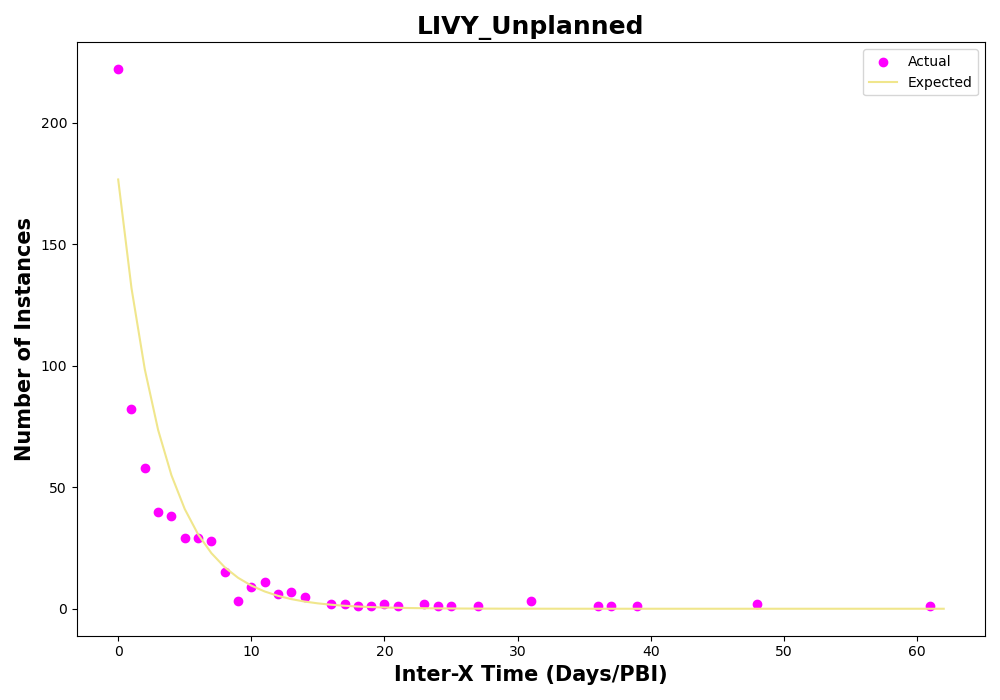 LIVY_Unplanned
Actual
Expected
Number of Instances
200
150
100
50
0
0 10 20 30 40 50 60
Inter-X Time (Days/PBI)